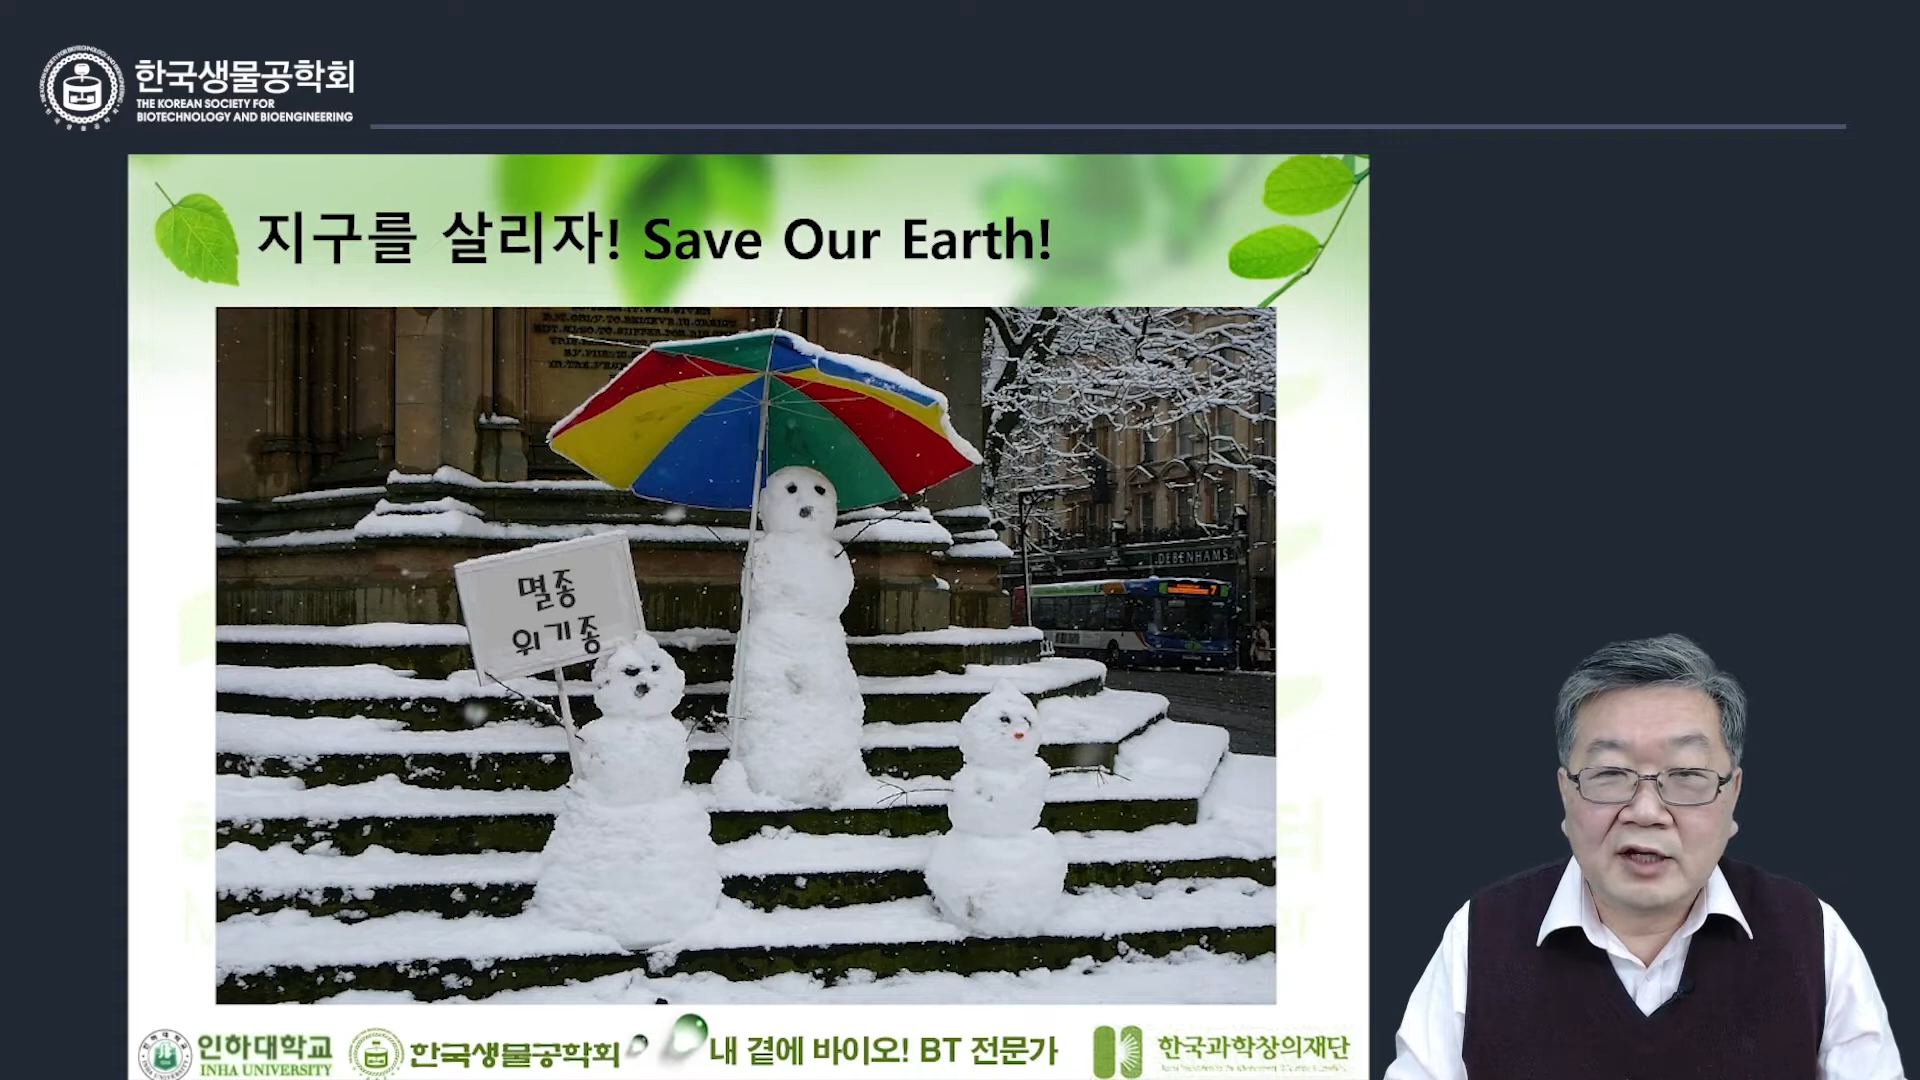 한국생물공학회
THE KOREAN SOCIETY FOR
BIOTECHNOLOGY AND BIOENGINEERING
지구를 살리자! Save Our Earth!
멸종
위기종
DEBENHAMS
7
인하대학교
INHA UNIVERSITY
한국생물공학회
내 곁에 바이오! BT 전문가
한국과학창의재단